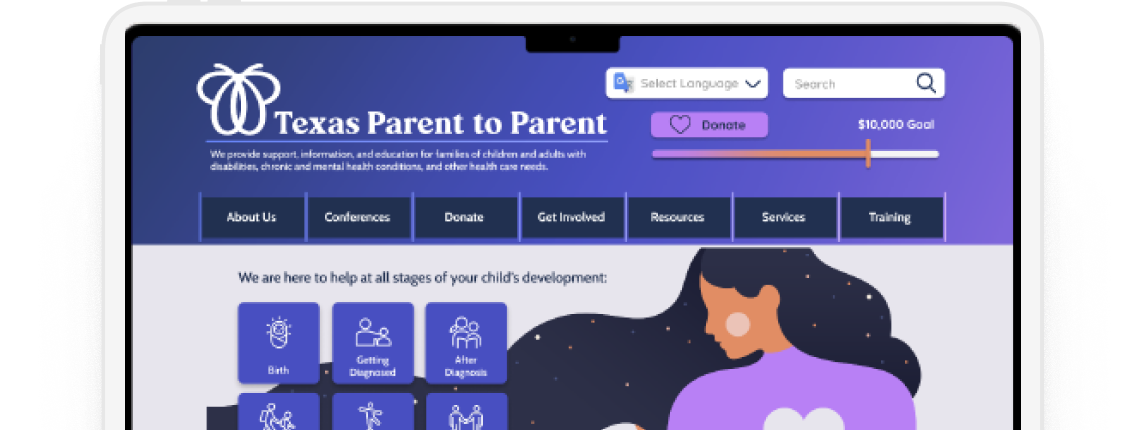 Select Language
Search
Texas Parent to Parent
Donate
$10,000 Goal
We provide support, information, and education for families of children and adults with
disabilities, chronic and mental health conditions, and other health care needs.
About Us
Conferences
Donate
Get Involved
Resources
Services
Training
We are here to help at all stages of your child's development:
Birth
Getting
Diagnosed
After
Diagnosis